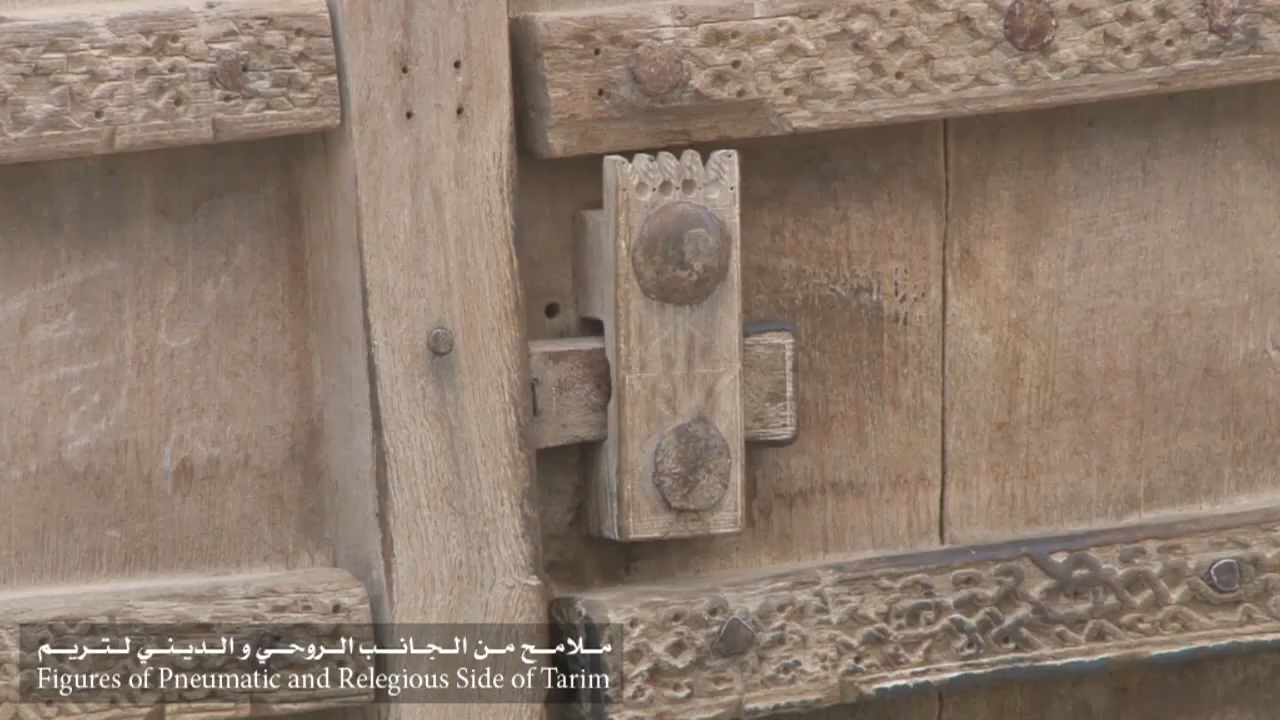 ملامح من الجانب الروحي و الديني لتريم
Figures of Pneumatic and Relegious Side of Tarim